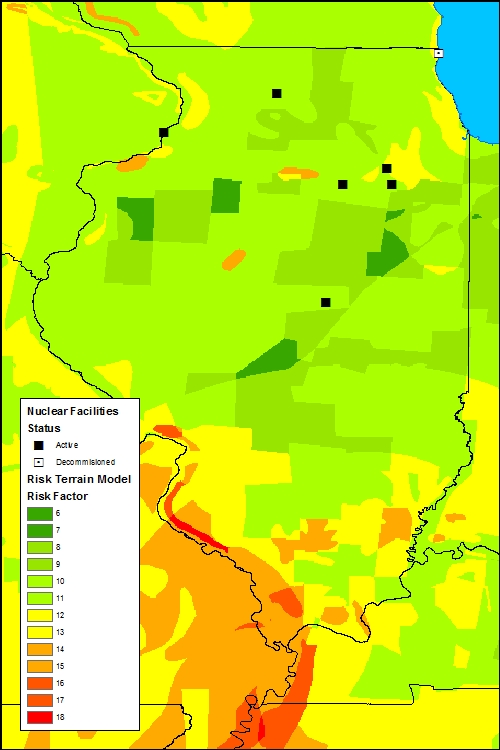 Nuclear Facilities
Status
Active
Decommisioned
Risk Terrain Model
Risk Factor
6
7
8
9
10
11
12
13
14
15
16
17
18